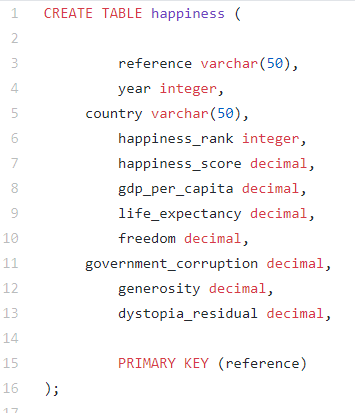 1 CREATE TABLE happiness (
2
3 reference varchar(50),
4 year integer,
5 country varchar(50),
6 happiness_rank integer,
7 happiness_score decimal,
8 gdp_per_capita decimal,
9 life_expectancy decimal,
10 freedom decimal,
11 government_corruption decimal,
12 generosity decimal,
13 dystopia_residual decimal,
14
15 PRIMARY KEY (reference)
16 );
17